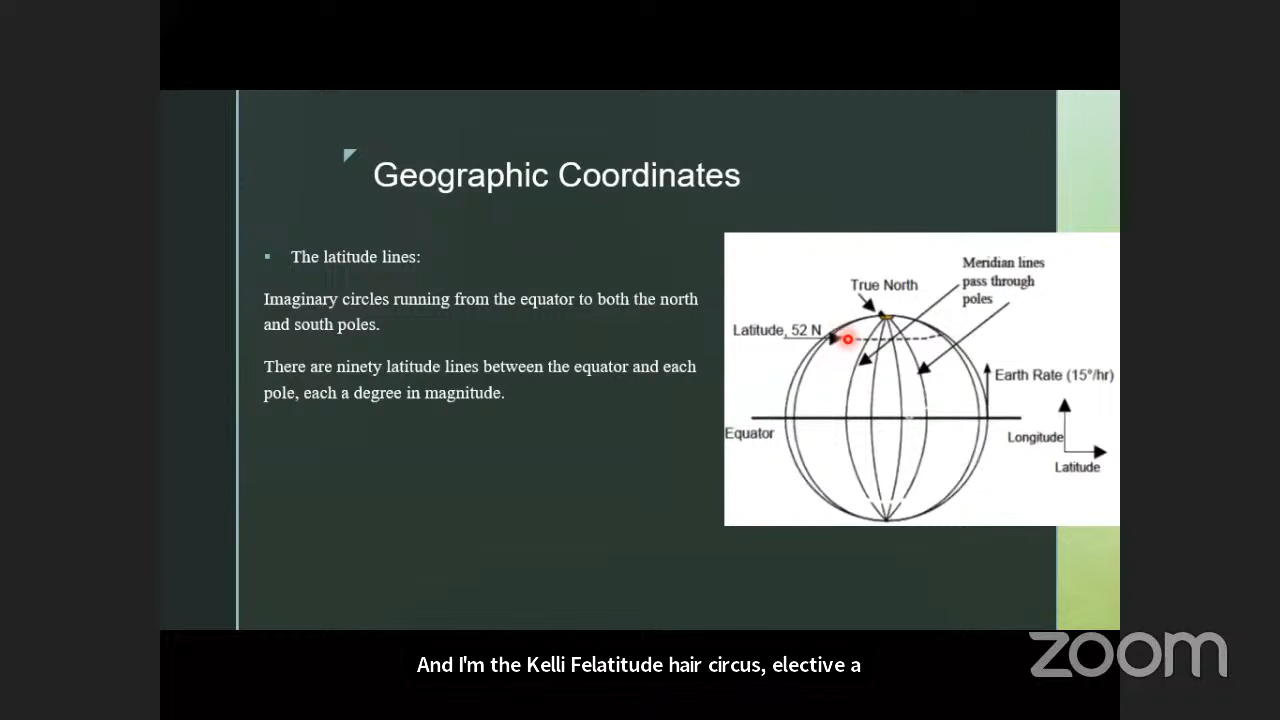 Geographic Coordinates
The latitude lines:
Imaginary circles running from the equator to both the north
and south poles.
There are ninety latitude lines between the equator and each
pole, each a degree in magnitude.
Meridian lines
pass through
poles
True North
Latitude, 52 N
Earth Rate (15°/hr)
Equator
Longitude
Latitude
And I'm the Kelli Felatitude hair circus, elective a
zoom